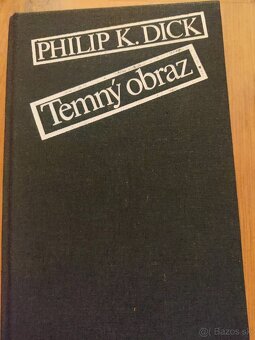 PHILIP K. DICK
Temný obraz
© Bazos.sk